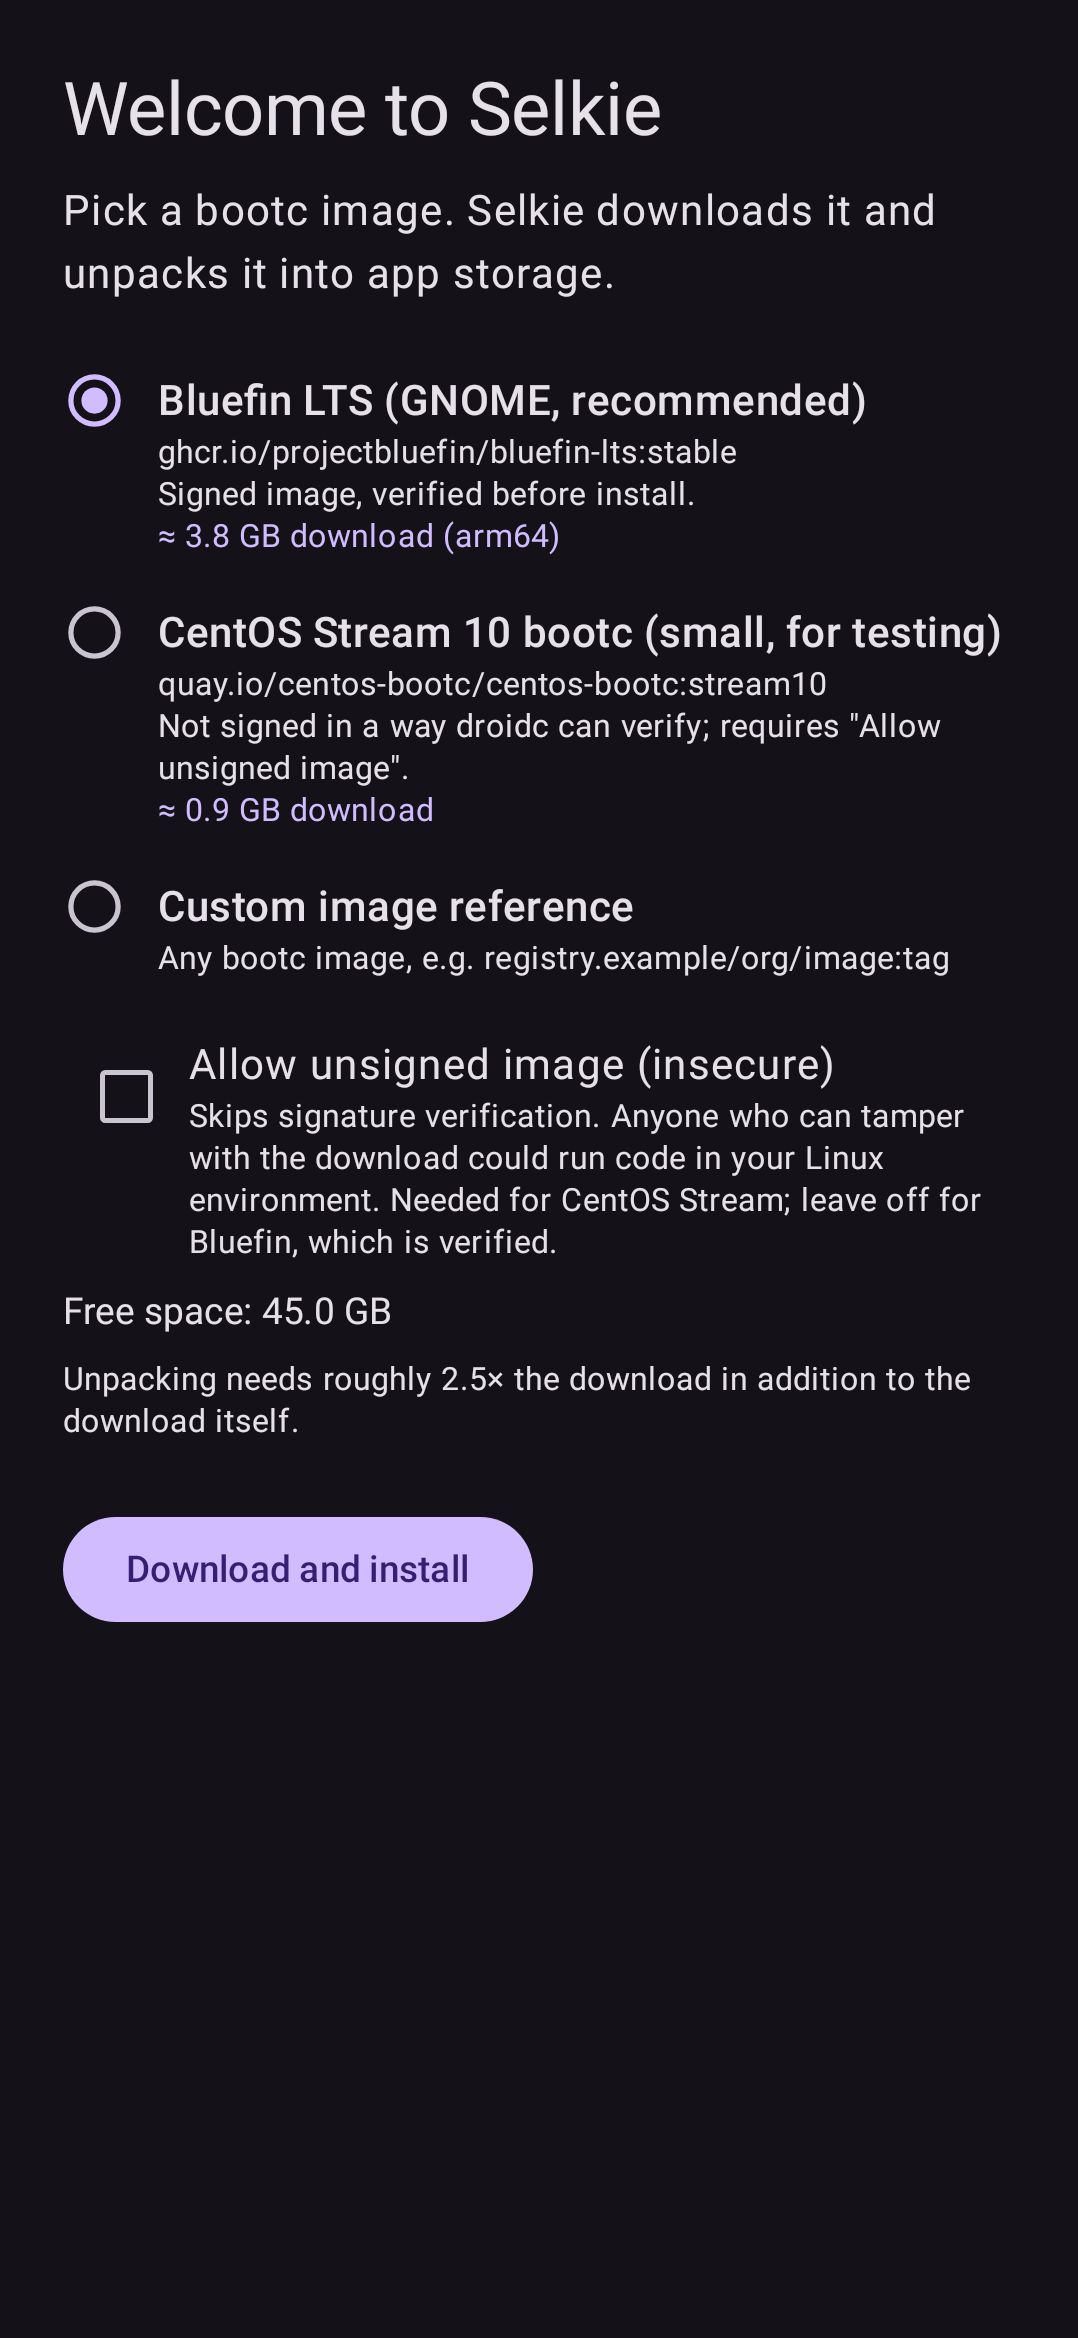 Welcome to Selkie
Pick a bootc image. Selkie downloads it and
unpacks it into app storage.
Bluefin LTS (GNOME, recommended)
ghcr.io/projectbluefin/bluefin-lts:stable
Signed image, verified before install.
≈ 3.8 GB download (arm64)
CentOS Stream 10 bootc (small, for testing)
quay.io/centos-bootc/centos-bootc:stream10
Not signed in a way droidc can verify; requires "Allow
unsigned image".
≈ 0.9 GB download
Custom image reference
Any bootc image, e.g. registry.example/org/image:tag
Allow unsigned image (insecure)
Skips signature verification. Anyone who can tamper
with the download could run code in your Linux
environment. Needed for CentOS Stream; leave off for
Bluefin, which is verified.
Free space: 45.0 GB
Unpacking needs roughly 2.5× the download in addition to the
download itself.
Download and install